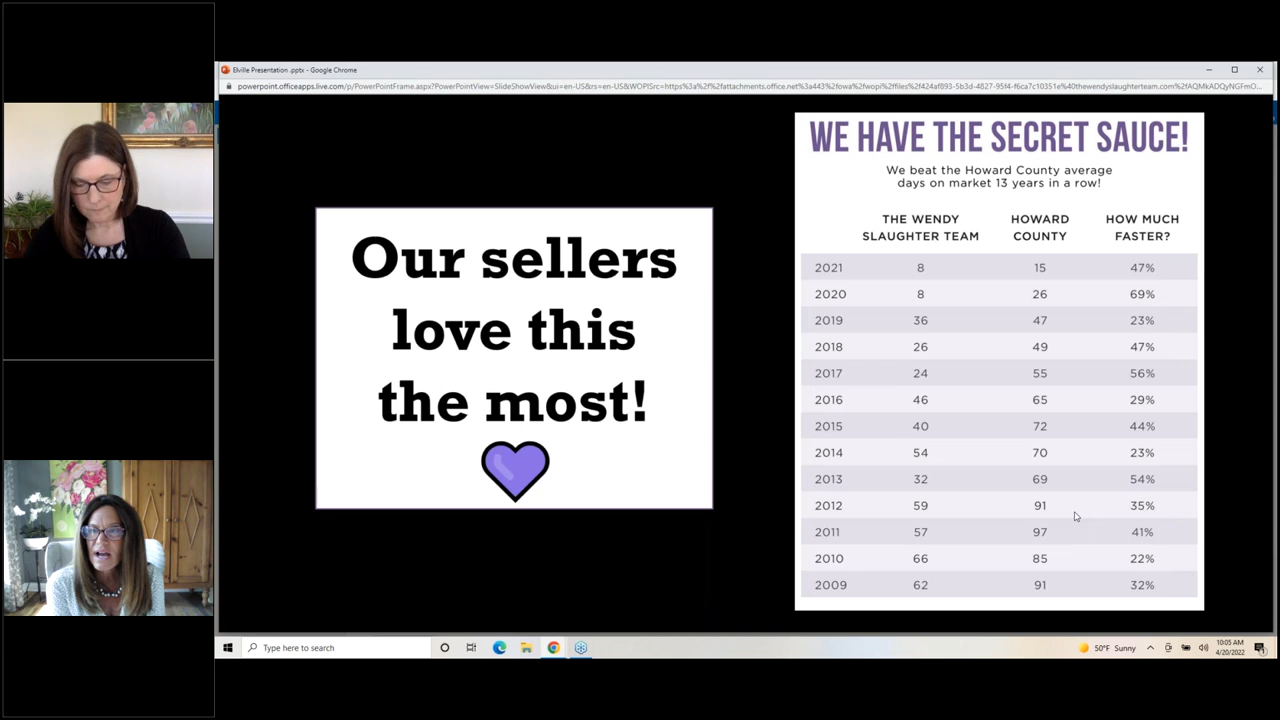 Elville Presentation .pptx - Google Chrome
Our sellers
love this
the most!
WE HAVE THE SECRET SAUCE!
We beat the Howard County average
days on market 13 years in a row!
THE WENDY SLAUGHTER TEAM HOWARD COUNTY HOW MUCH FASTER?
2021 8 15 47%
2020 8 26 69%
2019 36 47 23%
2018 26 49 47%
2017 24 55 56%
2016 46 65 29%
2015 40 72 44%
2014 54 70 23%
2013 32 69 54%
2012 59 91 35%
2011 57 97 41%
2010 66 85 22%
2009 62 91 32%
Type here to search
50°F Sunny
10:05 AM
4/20/2022